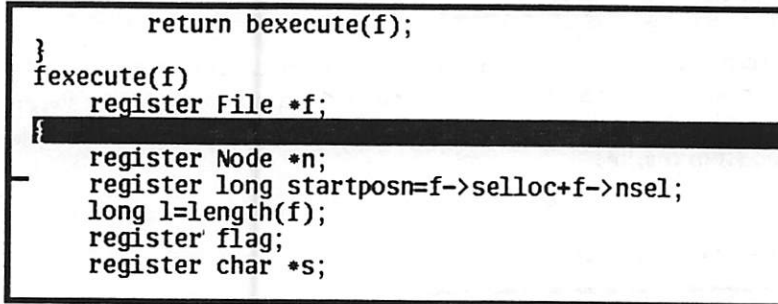 return bexecute(f);
}
fexecute(f)
register File *f;
{
register Node *n;
register long startposn=f->selloc+f->nsel;
long l=length(f);
register flag;
register char *s;